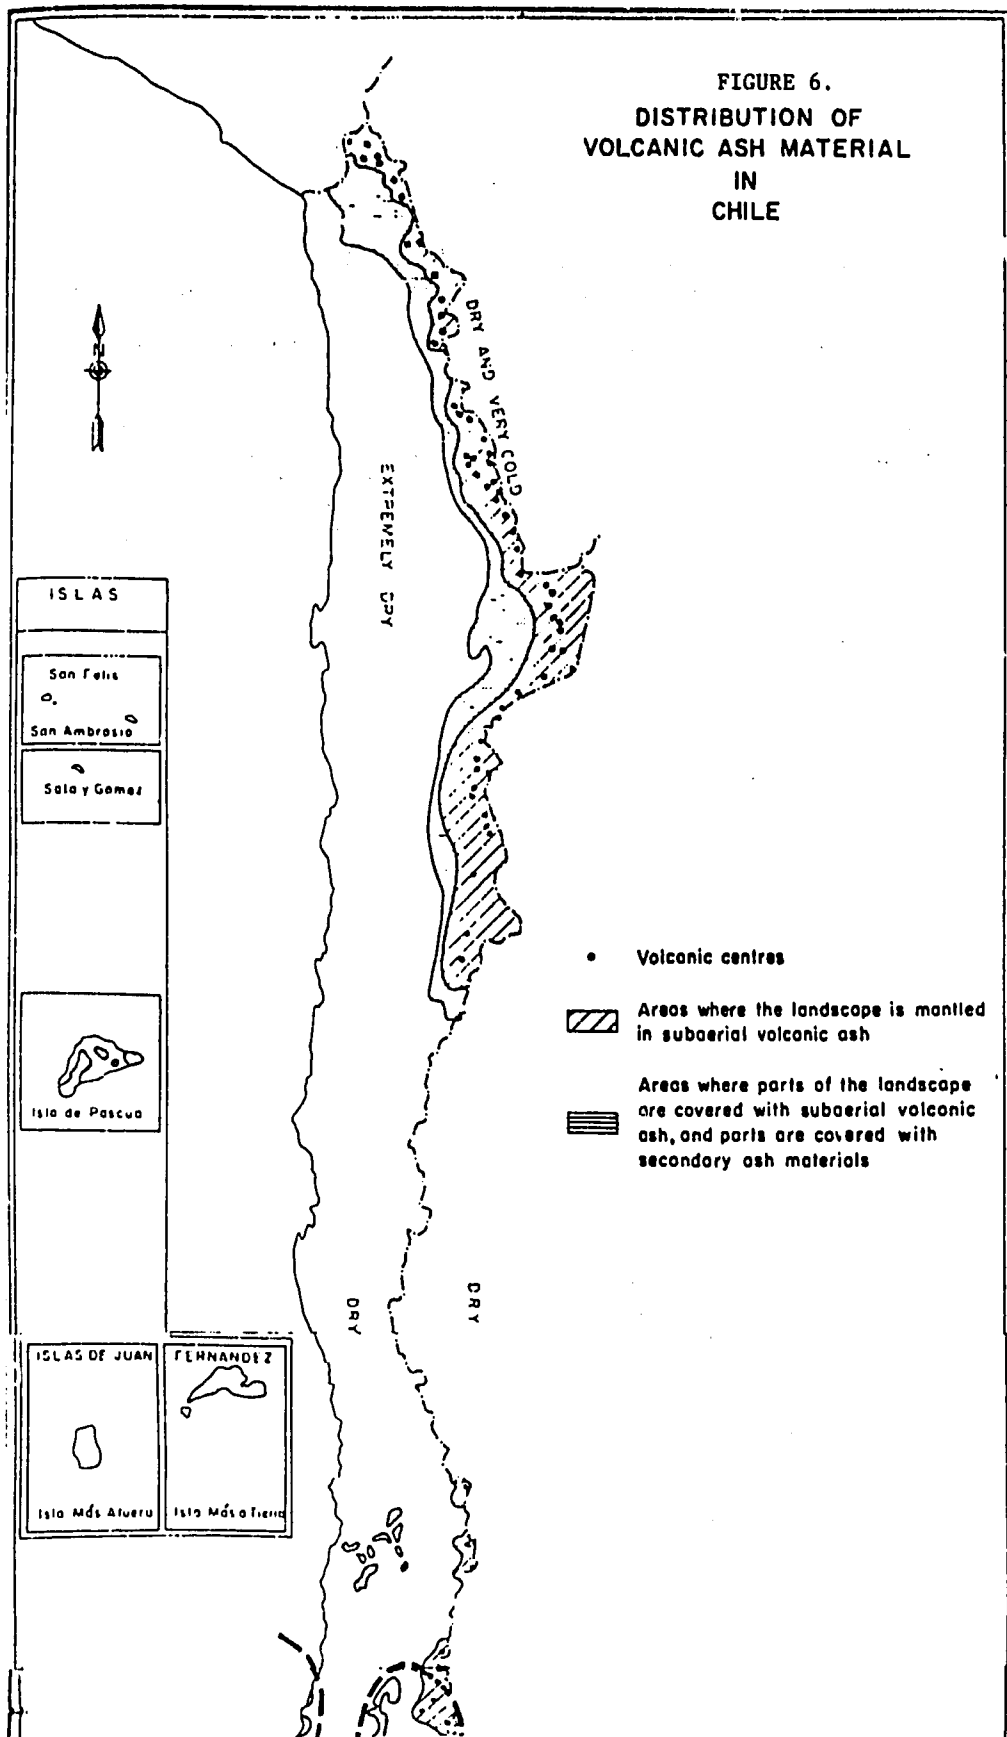 FIGURE 6.
DISTRIBUTION OF
VOLCANIC ASH MATERIAL
IN
CHILE
DRY AND VERY COLD
EXTREMELY DRY
N
ISLAS
San Felix
San Ambrosio
Sala y Gomez
Isla de Pascua
• Volcanic centres
Areas where the landscape is mantled
in subaerial volcanic ash
Areas where parts of the landscape
are covered with subaerial volcanic
ash, and parts are covered with
secondary ash materials
DRY
DRY
ISLAS DE JUAN FERNANDEZ
Isla Más Afuera
Isla Más a Tierra